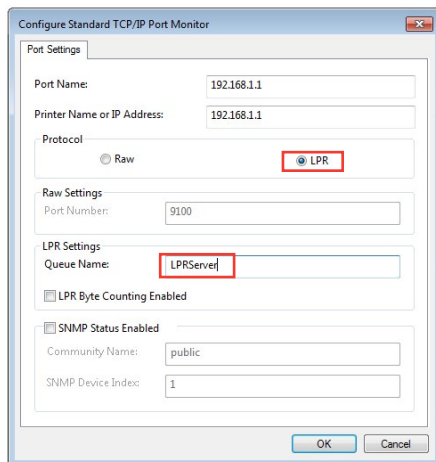 Configure Standard TCP/IP Port Monitor
Port Settings
Port Name: 192.168.1.1
Printer Name or IP Address: 192.168.1.1
Protocol
Raw LPR
Raw Settings
Port Number: 9100
LPR Settings
Queue Name: LPRServer
LPR Byte Counting Enabled
SNMP Status Enabled
Community Name: public
SNMP Device Index: 1
OK Cancel